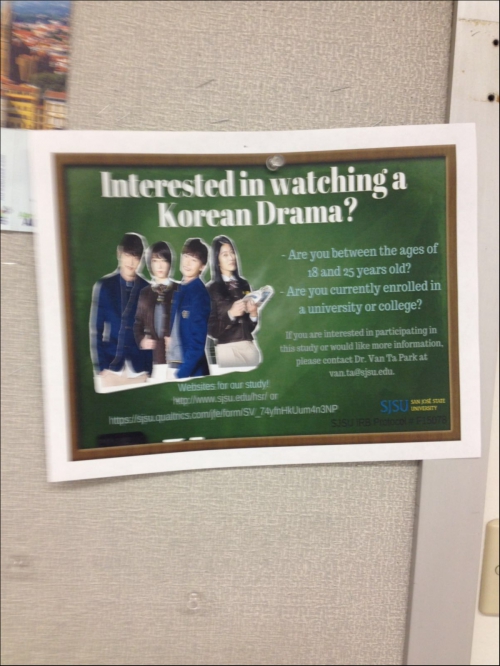 Interested in watching a
Korean Drama?
- Are you between the ages of
18 and 25 years old?
- Are you currently enrolled in
a university or college?
If you are interested in participating in
this study or would like more information,
please contact Dr. Van Ta Park at
van.ta@sjsu.edu.
Websites for our study!
http://www.sjsu.edu/hsr/ or
https://sjsu.qualtrics.com/jfe/form/SV_74yfnHkUum4n3NP
SJSU SAN JOSÉ STATE
UNIVERSITY
SJSU IRB